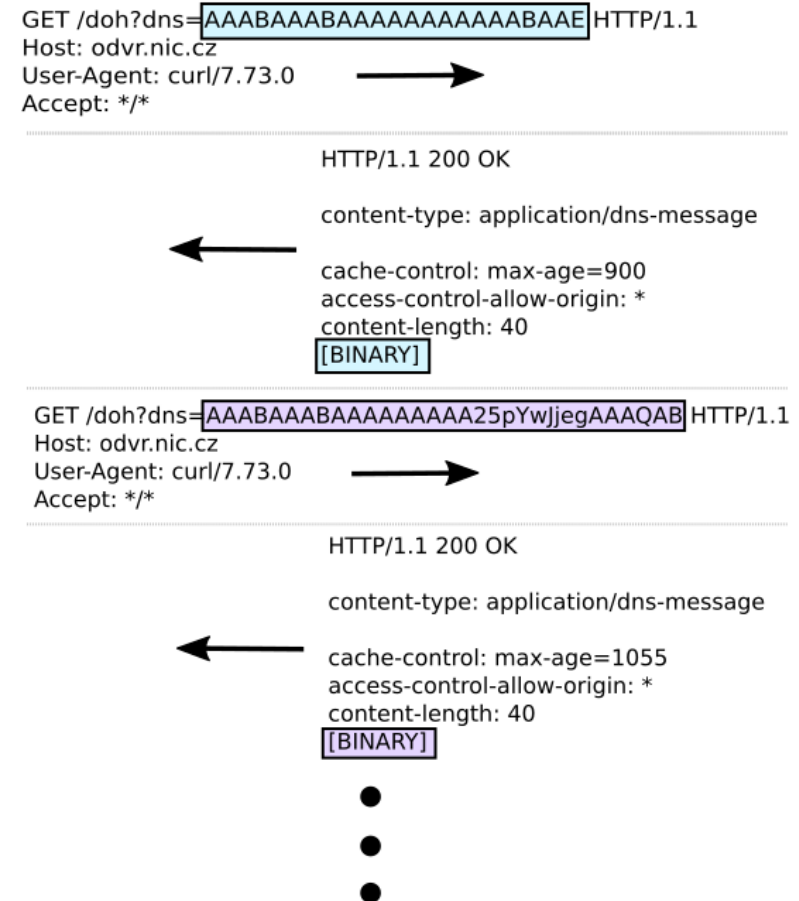 GET /doh?dns=AAABAAABAAAAAAAAAAABAAE HTTP/1.1
Host: odvr.nic.cz
User-Agent: curl/7.73.0
Accept: */*
HTTP/1.1 200 OK
content-type: application/dns-message
cache-control: max-age=900
access-control-allow-origin: *
content-length: 40
[BINARY]
GET /doh?dns=AAABAAABAAAAAAAAA25pYwJjegAAAQAB HTTP/1.1
Host: odvr.nic.cz
User-Agent: curl/7.73.0
Accept: */*
HTTP/1.1 200 OK
content-type: application/dns-message
cache-control: max-age=1055
access-control-allow-origin: *
content-length: 40
[BINARY]